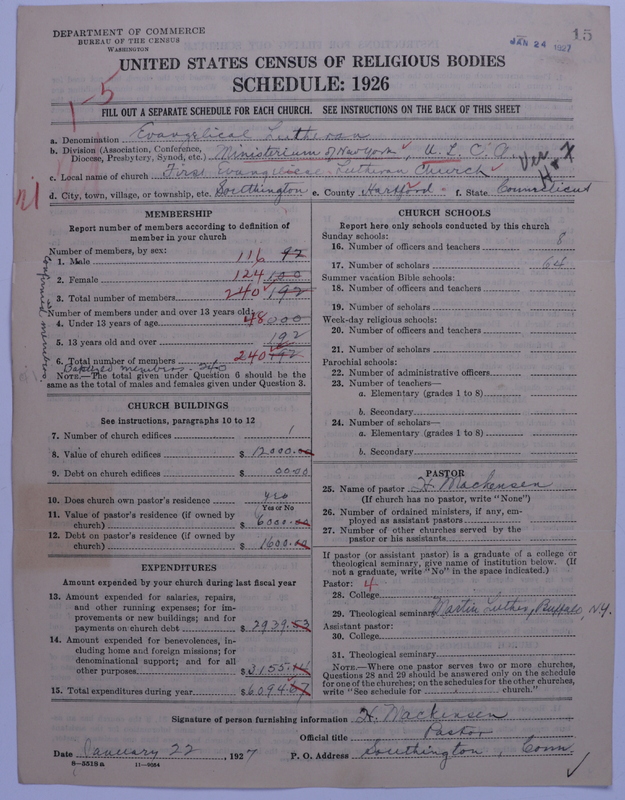 DEPARTMENT OF COMMERCE
BUREAU OF THE CENSUS
WASHINGTON
JAN 24 1927
15
UNITED STATES CENSUS OF RELIGIOUS BODIES
SCHEDULE: 1926
1-5
FILL OUT A SEPARATE SCHEDULE FOR EACH CHURCH. SEE INSTRUCTIONS ON THE BACK OF THIS SHEET
a. Denomination Evangelical Lutheran
b. Division (Association, Conference, Diocese, Presbytery, Synod, etc.) Ministerium of New York, U. L. C. A.
c. Local name of church First Evangelical Lutheran Church
d. City, town, village, or township, etc. Southington e. County Hartford f. State Connecticut
MEMBERSHIP
Report number of members according to definition of
member in your church
Number of members, by sex:
1. Male 116 92
2. Female 124 100
3. Total number of members 240 192
Number of members under and over 13 years old:
4. Under 13 years of age 48 000
5. 13 years old and over 192
6. Total number of members 240 192
Baptized members - 240
confirmed members
NOTE.—The total given under Question 6 should be the
same as the total of males and females given under Question 3.
CHURCH BUILDINGS
See instructions, paragraphs 10 to 12
7. Number of church edifices 1
8. Value of church edifices $ 12000.00
9. Debt on church edifices $ 00.00
10. Does church own pastor's residence yes
Yes or No
11. Value of pastor's residence (if owned by
church) $ 6000.00
12. Debt on pastor's residence (if owned by
church) $ 1600.00
EXPENDITURES
Amount expended by your church during last fiscal year
13. Amount expended for salaries, repairs,
and other running expenses; for im-
provements or new buildings; and for
payments on church debt $ 2939.53
14. Amount expended for benevolences, in-
cluding home and foreign missions; for
denominational support; and for all
other purposes $ 3155.14
15. Total expenditures during year $ 6094.67
CHURCH SCHOOLS
Report here only schools conducted by this church
Sunday schools:
16. Number of officers and teachers 8
17. Number of scholars
Summer vacation Bible schools:
18. Number of officers and teachers
19. Number of scholars
Week-day religious schools:
20. Number of officers and teachers
21. Number of scholars
Parochial schools:
22. Number of administrative officers
23. Number of teachers—
a. Elementary (grades 1 to 8)
b. Secondary
24. Number of scholars—
a. Elementary (grades 1 to 8)
b. Secondary
PASTOR
25. Name of pastor H. Mackensen
(If church has no pastor, write "None")
26. Number of ordained ministers, if any, em-
ployed as assistant pastors
27. Number of other churches served by the
pastor or his assistants
If pastor (or assistant pastor) is a graduate of a college or
theological seminary, give name of institution below. (If
not a graduate, write "No" in the space indicated.)
Pastor: 4
28. College
29. Theological seminary Martin Luther, Buffalo, N.Y.
Assistant pastor:
30. College
31. Theological seminary
NOTE.—Where one pastor serves two or more churches,
Questions 28 and 29 should be answered only on the schedule
for one of the churches; on the schedules for the other churches,
write "See schedule for church."
Signature of person furnishing information H. Mackensen
Official title Pastor
Date January 22, 1927 P. O. Address Southington, Conn
8-5518 a 11-9064